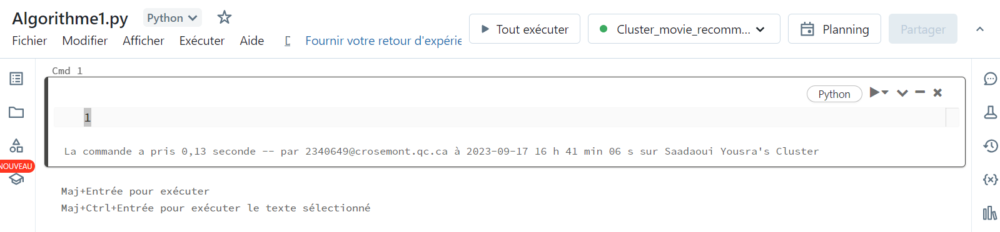 Algorithme1.py
Python
Tout exécuter
Cluster_movie_recomm...
Planning
Partager
Fichier Modifier Afficher Exécuter Aide Fournir votre retour d'expérie
Cmd 1
Python
1
La commande a pris 0,13 seconde -- par 2340649@crosemont.qc.ca à 2023-09-17 16 h 41 min 06 s sur Saadaoui Yousra's Cluster
NOUVEAU
Maj+Entrée pour exécuter
Maj+Ctrl+Entrée pour exécuter le texte sélectionné